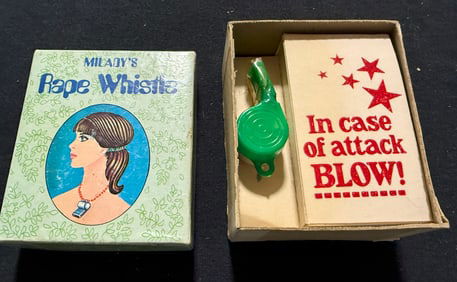 MILADY'S
Rape Whistle
In case
of attack
BLOW!